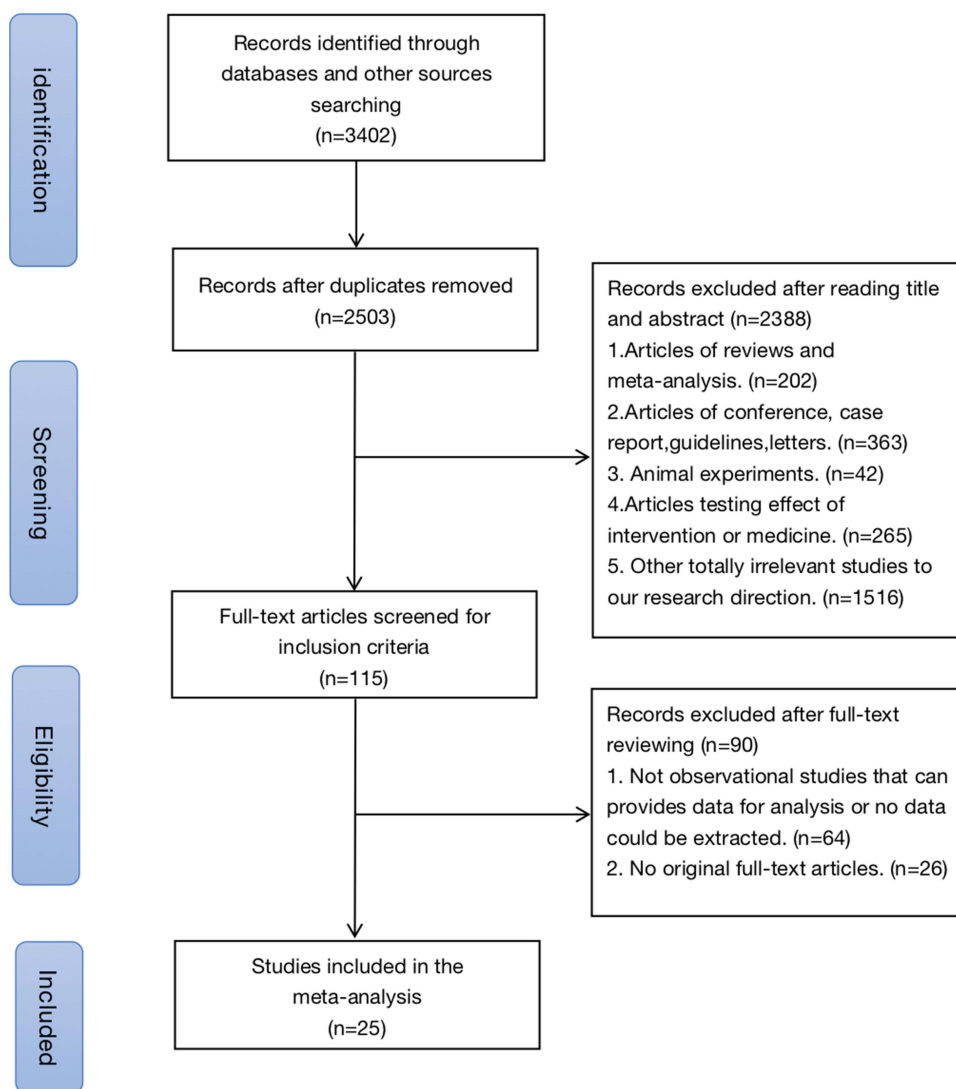 identification
Records identified through
databases and other sources
searching
(n=3402)
Records after duplicates removed
(n=2503)
Screening
Records excluded after reading title
and abstract (n=2388)
1.Articles of reviews and
meta-analysis. (n=202)
2.Articles of conference, case
report,guidelines,letters. (n=363)
3. Animal experiments. (n=42)
4.Articles testing effect of
intervention or medicine. (n=265)
5. Other totally irrelevant studies to
our research direction. (n=1516)
Full-text articles screened for
inclusion criteria
(n=115)
Eligibility
Records excluded after full-text
reviewing (n=90)
1. Not observational studies that can
provides data for analysis or no data
could be extracted. (n=64)
2. No original full-text articles. (n=26)
Included
Studies included in the
meta-analysis
(n=25)